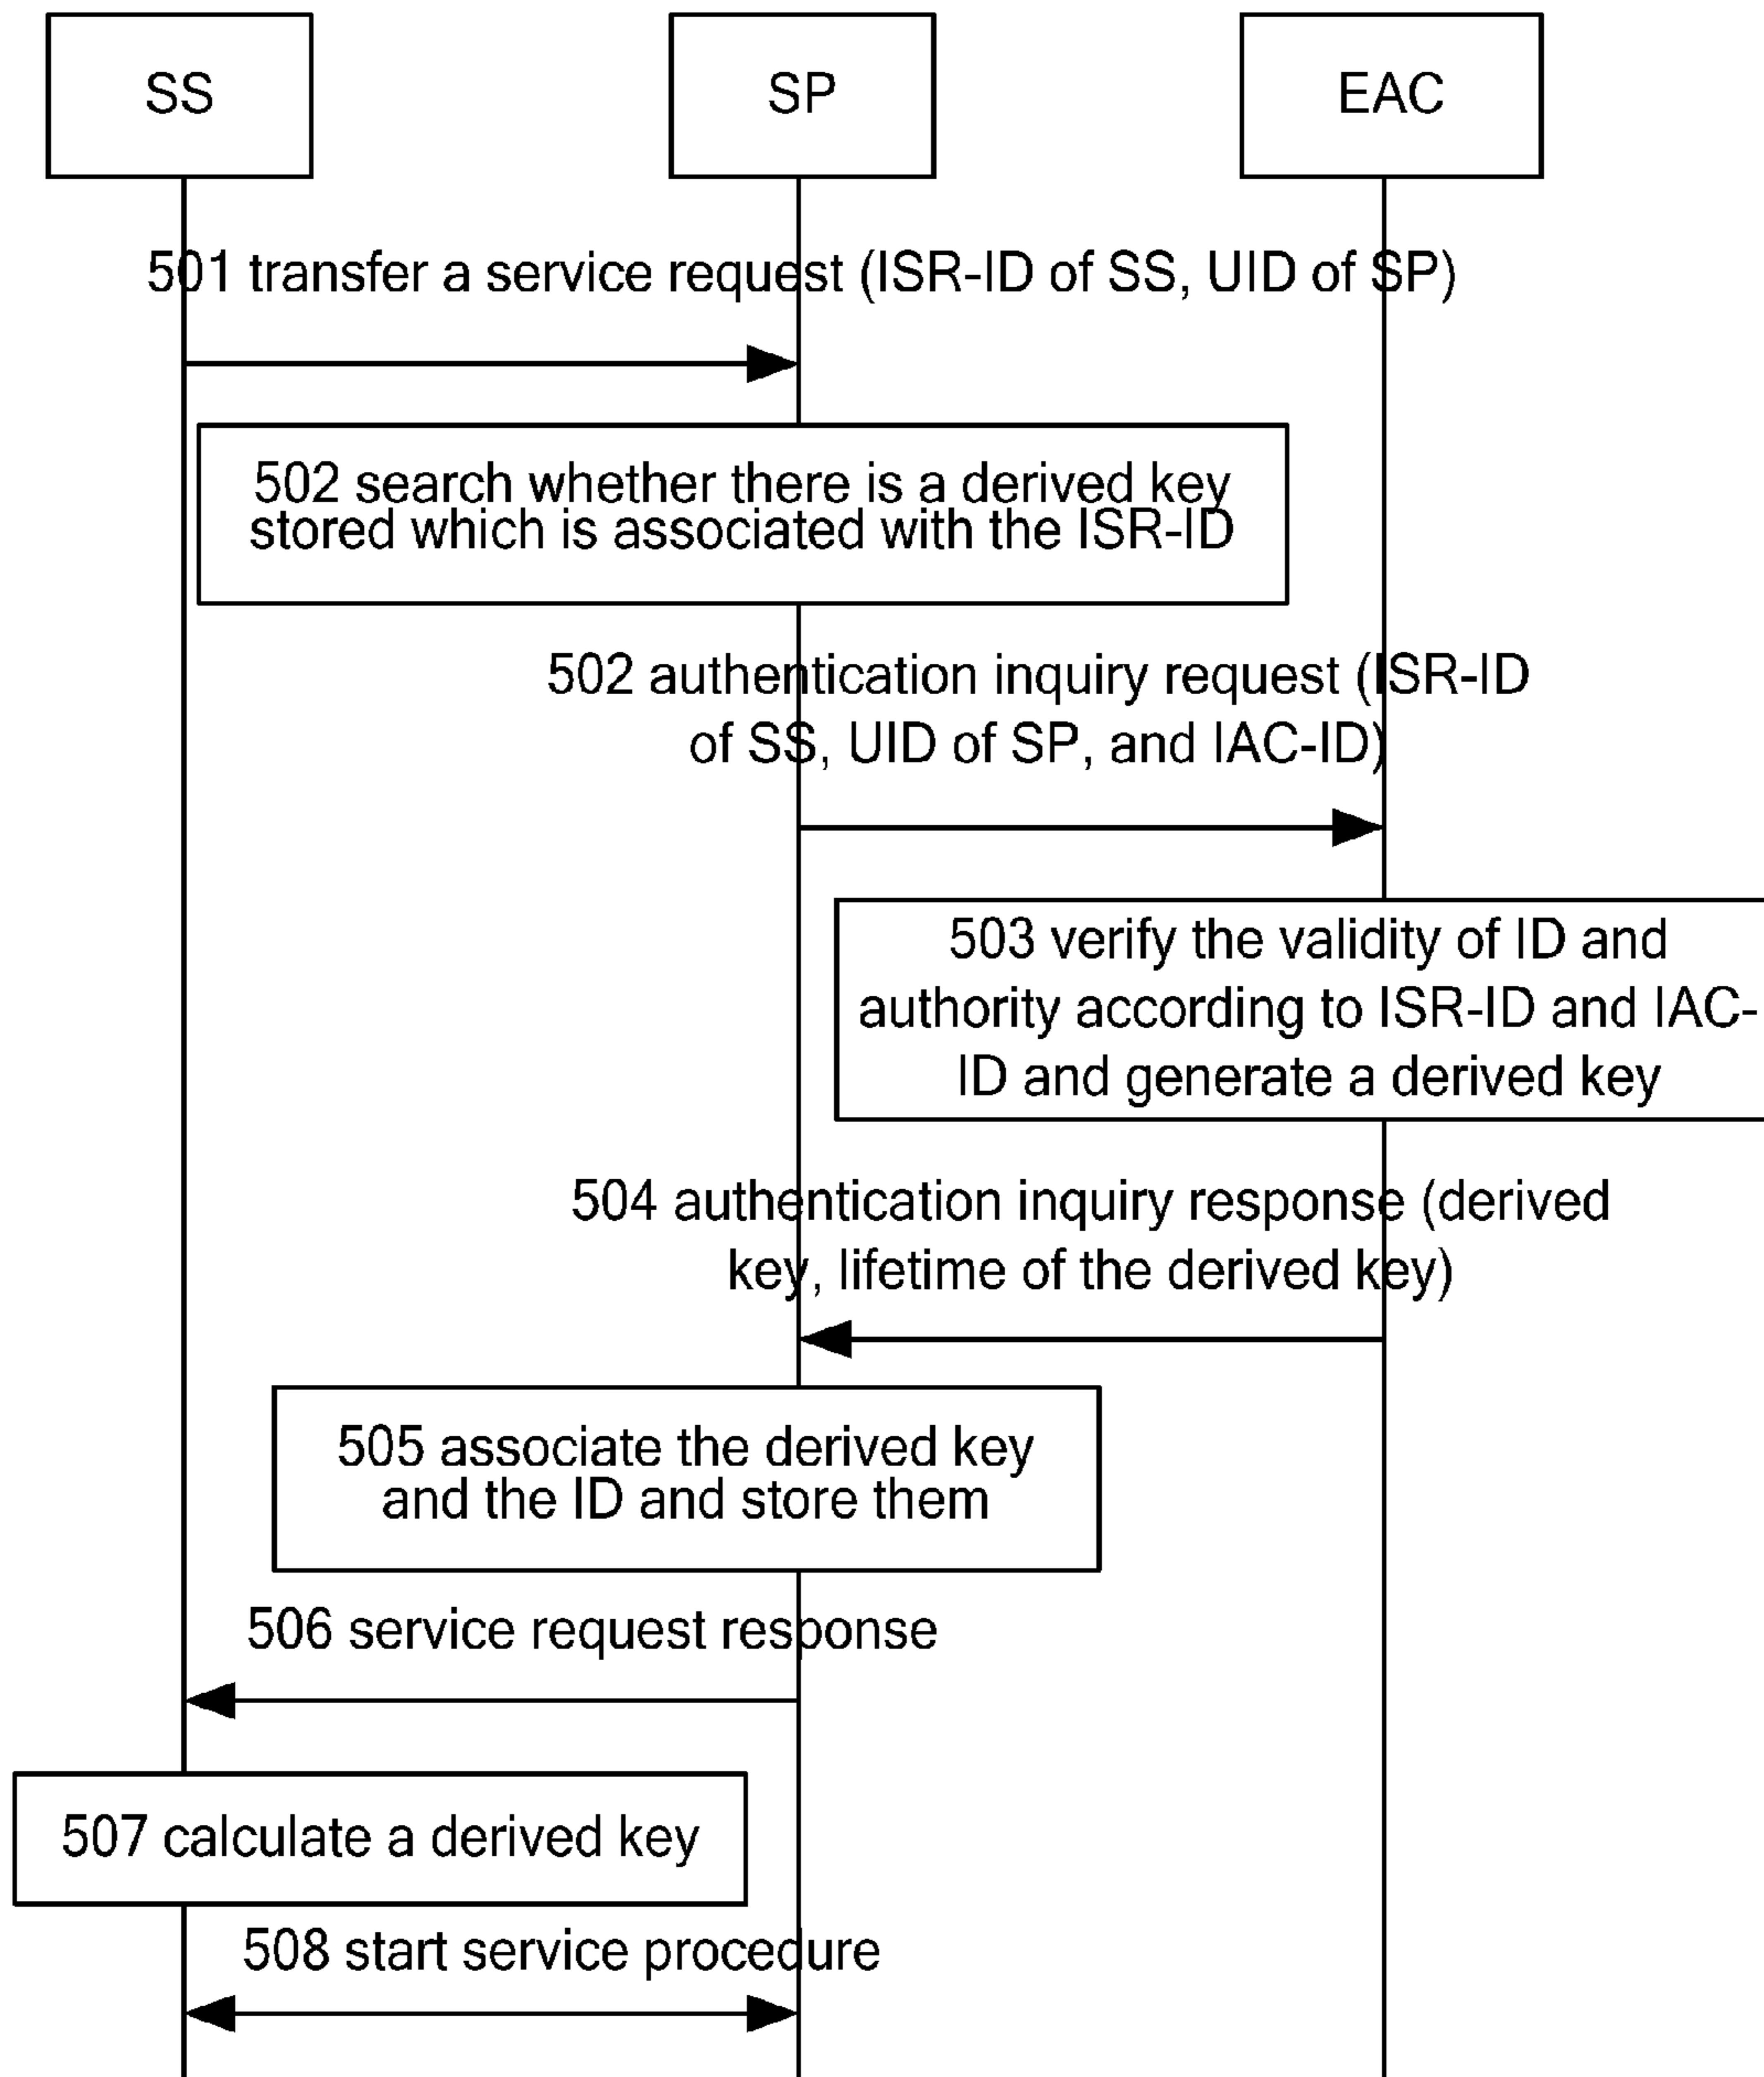 SS
SP
EAC
501 transfer a service request (ISR-ID of SS, UID of SP)
502 search whether there is a derived key
stored which is associated with the ISR-ID
502 authentication inquiry request (ISR-ID
of SS, UID of SP, and IAC-ID)
503 verify the validity of ID and
authority according to ISR-ID and IAC-
ID and generate a derived key
504 authentication inquiry response (derived
key, lifetime of the derived key)
505 associate the derived key
and the ID and store them
506 service request response
507 calculate a derived key
508 start service procedure